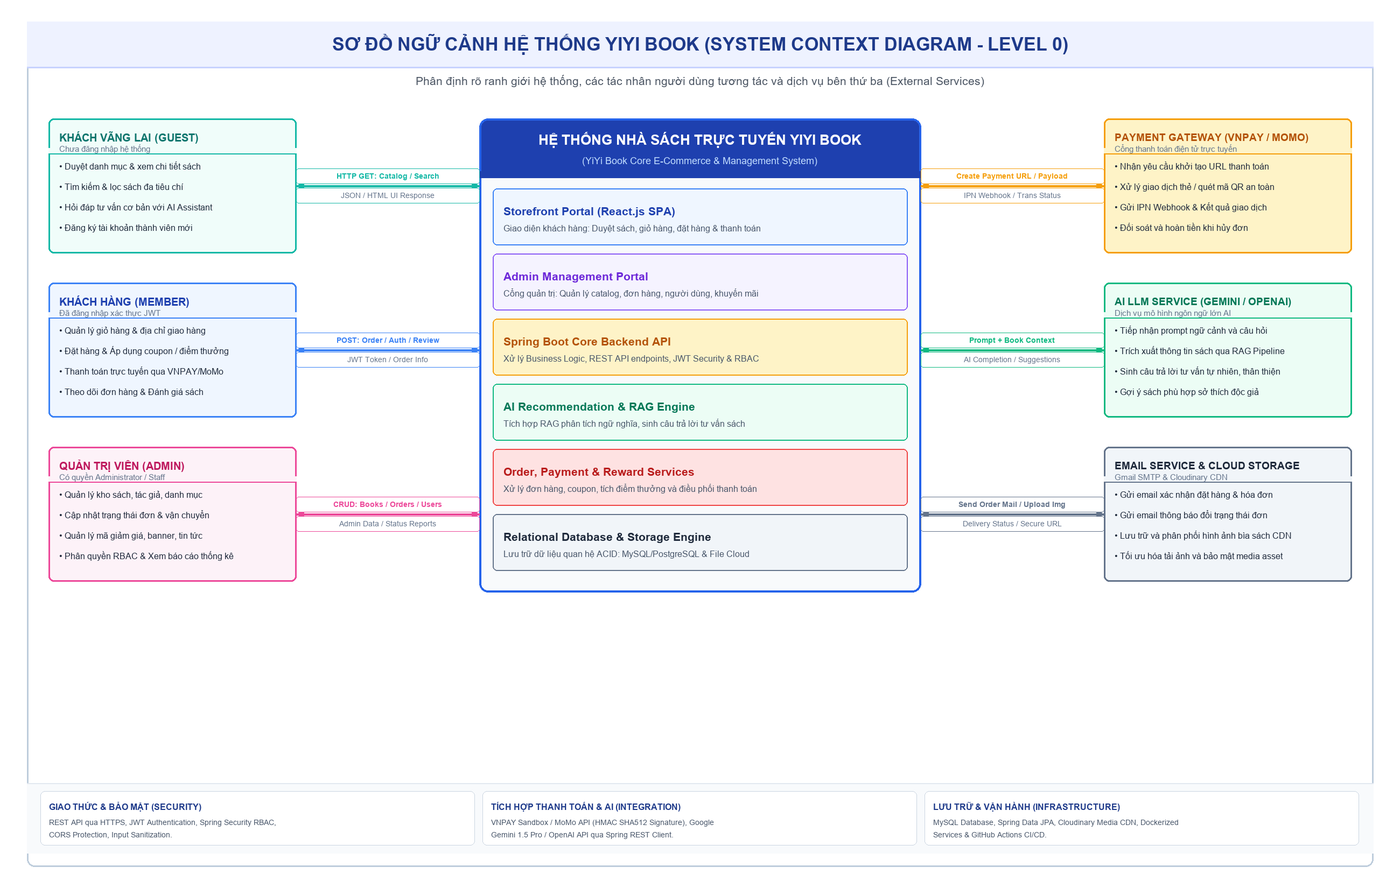 SƠ ĐỒ NGỮ CẢNH HỆ THỐNG YIYI BOOK (SYSTEM CONTEXT DIAGRAM - LEVEL 0)
Phân định rõ ranh giới hệ thống, các tác nhân người dùng tương tác và dịch vụ bên thứ ba (External Services)
KHÁCH VÃNG LAI (GUEST)
Chưa đăng nhập hệ thống
• Duyệt danh mục & xem chi tiết sách
• Tìm kiếm & lọc sách đa tiêu chí
• Hỏi đáp tư vấn cơ bản với AI Assistant
• Đăng ký tài khoản thành viên mới
HTTP GET: Catalog / Search
JSON / HTML UI Response
KHÁCH HÀNG (MEMBER)
Đã đăng nhập xác thực JWT
• Quản lý giỏ hàng & địa chỉ giao hàng
• Đặt hàng & Áp dụng coupon / điểm thưởng
• Thanh toán trực tuyến qua VNPAY/MoMo
• Theo dõi đơn hàng & Đánh giá sách
POST: Order / Auth / Review
JWT Token / Order Info
QUẢN TRỊ VIÊN (ADMIN)
Có quyền Administrator / Staff
• Quản lý kho sách, tác giả, danh mục
• Cập nhật trạng thái đơn & vận chuyển
• Quản lý mã giảm giá, banner, tin tức
• Phân quyền RBAC & Xem báo cáo thống kê
CRUD: Books / Orders / Users
Admin Data / Status Reports
HỆ THỐNG NHÀ SÁCH TRỰC TUYẾN YIYI BOOK
(YiYi Book Core E-Commerce & Management System)
Storefront Portal (React.js SPA)
Giao diện khách hàng: Duyệt sách, giỏ hàng, đặt hàng & thanh toán
Admin Management Portal
Cổng quản trị: Quản lý catalog, đơn hàng, người dùng, khuyến mãi
Spring Boot Core Backend API
Xử lý Business Logic, REST API endpoints, JWT Security & RBAC
AI Recommendation & RAG Engine
Tích hợp RAG phân tích ngữ nghĩa, sinh câu trả lời tư vấn sách
Order, Payment & Reward Services
Xử lý đơn hàng, coupon, tích điểm thưởng và điều phối thanh toán
Relational Database & Storage Engine
Lưu trữ dữ liệu quan hệ ACID: MySQL/PostgreSQL & File Cloud
Create Payment URL / Payload
IPN Webhook / Trans Status
PAYMENT GATEWAY (VNPAY / MOMO)
Cổng thanh toán điện tử trực tuyến
• Nhận yêu cầu khởi tạo URL thanh toán
• Xử lý giao dịch thẻ / quét mã QR an toàn
• Gửi IPN Webhook & Kết quả giao dịch
• Đối soát và hoàn tiền khi hủy đơn
Prompt + Book Context
AI Completion / Suggestions
AI LLM SERVICE (GEMINI / OPENAI)
Dịch vụ mô hình ngôn ngữ lớn AI
• Tiếp nhận prompt ngữ cảnh và câu hỏi
• Trích xuất thông tin sách qua RAG Pipeline
• Sinh câu trả lời tư vấn tự nhiên, thân thiện
• Gợi ý sách phù hợp sở thích độc giả
Send Order Mail / Upload Img
Delivery Status / Secure URL
EMAIL SERVICE & CLOUD STORAGE
Gmail SMTP & Cloudinary CDN
• Gửi email xác nhận đặt hàng & hóa đơn
• Gửi email thông báo đổi trạng thái đơn
• Lưu trữ và phân phối hình ảnh bìa sách CDN
• Tối ưu hóa tải ảnh và bảo mật media asset
GIAO THỨC & BẢO MẬT (SECURITY)
REST API qua HTTPS, JWT Authentication, Spring Security RBAC,
CORS Protection, Input Sanitization.
TÍCH HỢP THANH TOÁN & AI (INTEGRATION)
VNPAY Sandbox / MoMo API (HMAC SHA512 Signature), Google
Gemini 1.5 Pro / OpenAI API qua Spring REST Client.
LƯU TRỮ & VẬN HÀNH (INFRASTRUCTURE)
MySQL Database, Spring Data JPA, Cloudinary Media CDN, Dockerized
Services & GitHub Actions CI/CD.